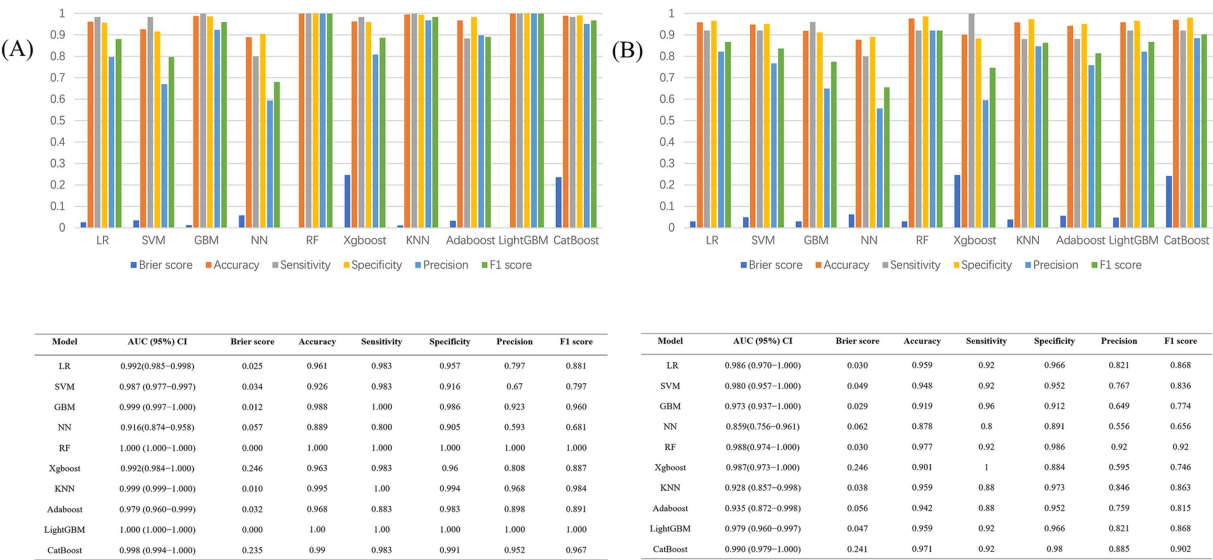 (A)
1
0.9
0.8
0.7
0.6
0.5
0.4
0.3
0.2
0.1
0
LR SVM GBM NN RF Xgboost KNN Adaboost LightGBM CatBoost
Brier score Accuracy Sensitivity Specificity Precision F1 score
(B)
1
0.9
0.8
0.7
0.6
0.5
0.4
0.3
0.2
0.1
0
LR SVM GBM NN RF Xgboost KNN Adaboost LightGBM CatBoost
Brier score Accuracy Sensitivity Specificity Precision F1 score
Model AUC (95%) CI Brier score Accuracy Sensitivity Specificity Precision F1 score
LR 0.992(0.985−0.998) 0.025 0.961 0.983 0.957 0.797 0.881
SVM 0.987 (0.977−0.997) 0.034 0.926 0.983 0.916 0.67 0.797
GBM 0.999 (0.997−1.000) 0.012 0.988 1.000 0.986 0.923 0.960
NN 0.916(0.874−0.958) 0.057 0.889 0.800 0.905 0.593 0.681
RF 1.000 (1.000−1.000) 0.000 1.000 1.000 1.000 1.000 1.000
Xgboost 0.992(0.984−1.000) 0.246 0.963 0.983 0.96 0.808 0.887
KNN 0.999 (0.999−1.000) 0.010 0.995 1.00 0.994 0.968 0.984
Adaboost 0.979 (0.960−0.999) 0.032 0.968 0.883 0.983 0.898 0.891
LightGBM 1.000 (1.000−1.000) 0.000 1.00 1.00 1.000 1.000 1.000
CatBoost 0.998 (0.994−1.000) 0.235 0.99 0.983 0.991 0.952 0.967
Model AUC (95%) CI Brier score Accuracy Sensitivity Specificity Precision F1 score
LR 0.986 (0.970−1.000) 0.030 0.959 0.92 0.966 0.821 0.868
SVM 0.980 (0.957−1.000) 0.049 0.948 0.92 0.952 0.767 0.836
GBM 0.973 (0.937−1.000) 0.029 0.919 0.96 0.912 0.649 0.774
NN 0.859(0.756−0.961) 0.062 0.878 0.8 0.891 0.556 0.656
RF 0.988(0.974−1.000) 0.030 0.977 0.92 0.986 0.92 0.92
Xgboost 0.987(0.973−1.000) 0.246 0.901 1 0.884 0.595 0.746
KNN 0.928 (0.857−0.998) 0.038 0.959 0.88 0.973 0.846 0.863
Adaboost 0.935 (0.872−0.998) 0.056 0.942 0.88 0.952 0.759 0.815
LightGBM 0.979 (0.960−0.997) 0.047 0.959 0.92 0.966 0.821 0.868
CatBoost 0.990 (0.979−1.000) 0.241 0.971 0.92 0.98 0.885 0.902